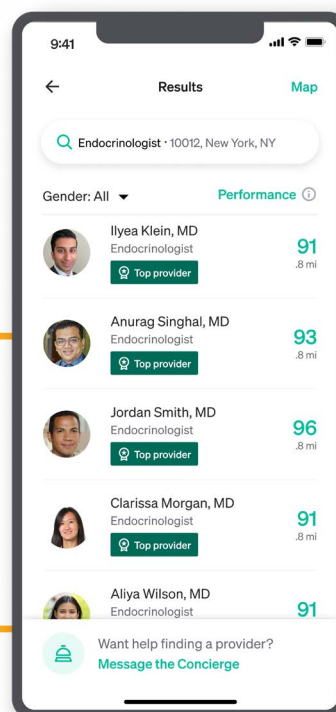 9:41
Results
Map
Endocrinologist · 10012, New York, NY
Gender: All
Performance
Ilyea Klein, MD
Endocrinologist
Top provider
91
.8 mi
Anurag Singhal, MD
Endocrinologist
Top provider
93
.8 mi
Jordan Smith, MD
Endocrinologist
Top provider
96
.8 mi
Clarissa Morgan, MD
Endocrinologist
Top provider
91
.8 mi
Aliya Wilson, MD
Endocrinologist
91
Want help finding a provider?
Message the Concierge